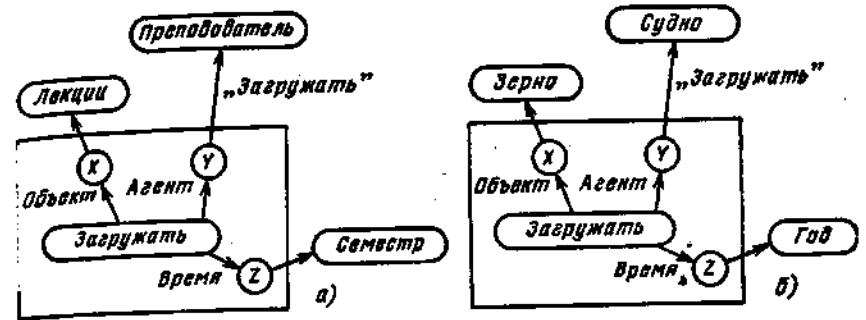 Преподаватель
„Загружать”
Лекции
X
Y
Объект
Агент
Загружать
Время
Z
Семестр
а)
Судно
„Загружать”
Зерно
X
Y
Объект
Агент
Загружать
Время
Z
Год
б)